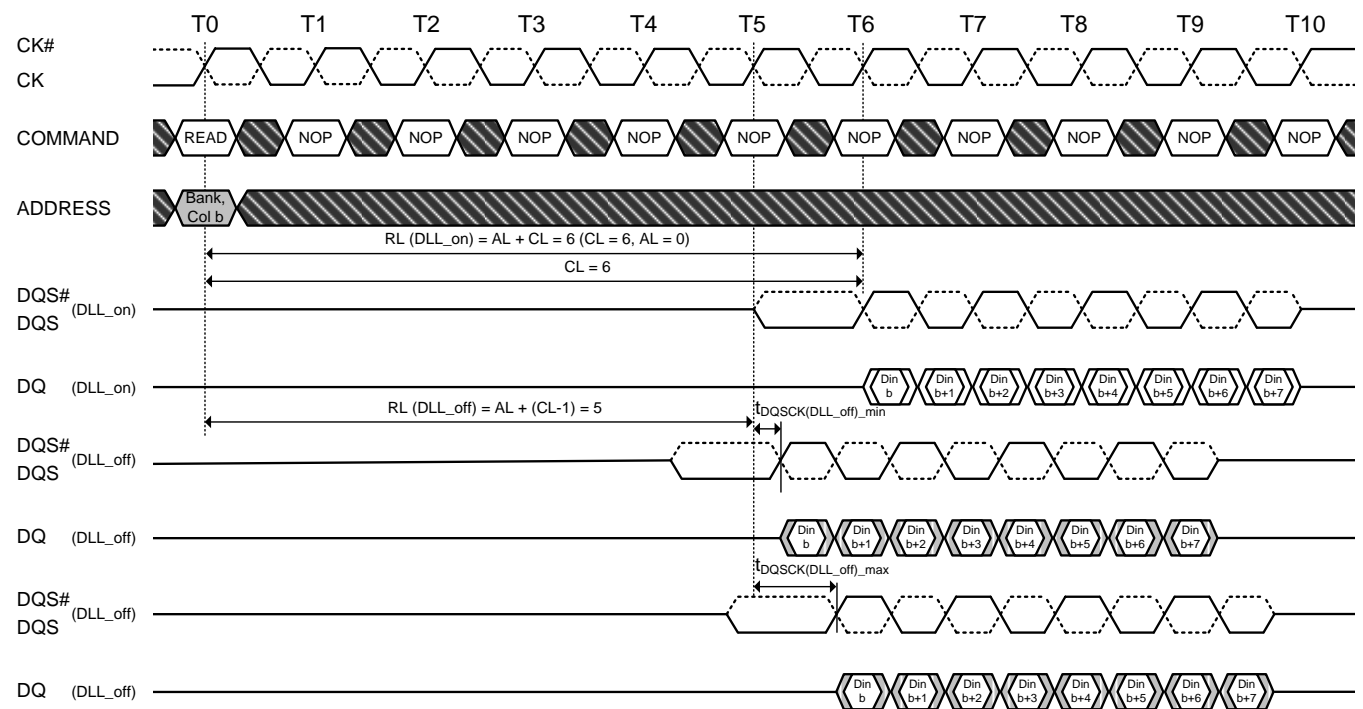 T0 T1 T2 T3 T4 T5 T6 T7 T8 T9 T10
CK#
CK
COMMAND READ NOP NOP NOP NOP NOP NOP NOP NOP NOP NOP
ADDRESS Bank, Col b
RL (DLL_on) = AL + CL = 6 (CL = 6, AL = 0)
CL = 6
DQS# (DLL_on)
DQS
DQ (DLL_on) Din b Din b+1 Din b+2 Din b+3 Din b+4 Din b+5 Din b+6 Din b+7
RL (DLL_off) = AL + (CL-1) = 5
tDQSCK(DLL_off)_min
DQS# (DLL_off)
DQS
DQ (DLL_off) Din b Din b+1 Din b+2 Din b+3 Din b+4 Din b+5 Din b+6 Din b+7
tDQSCK(DLL_off)_max
DQS# (DLL_off)
DQS
DQ (DLL_off) Din b Din b+1 Din b+2 Din b+3 Din b+4 Din b+5 Din b+6 Din b+7